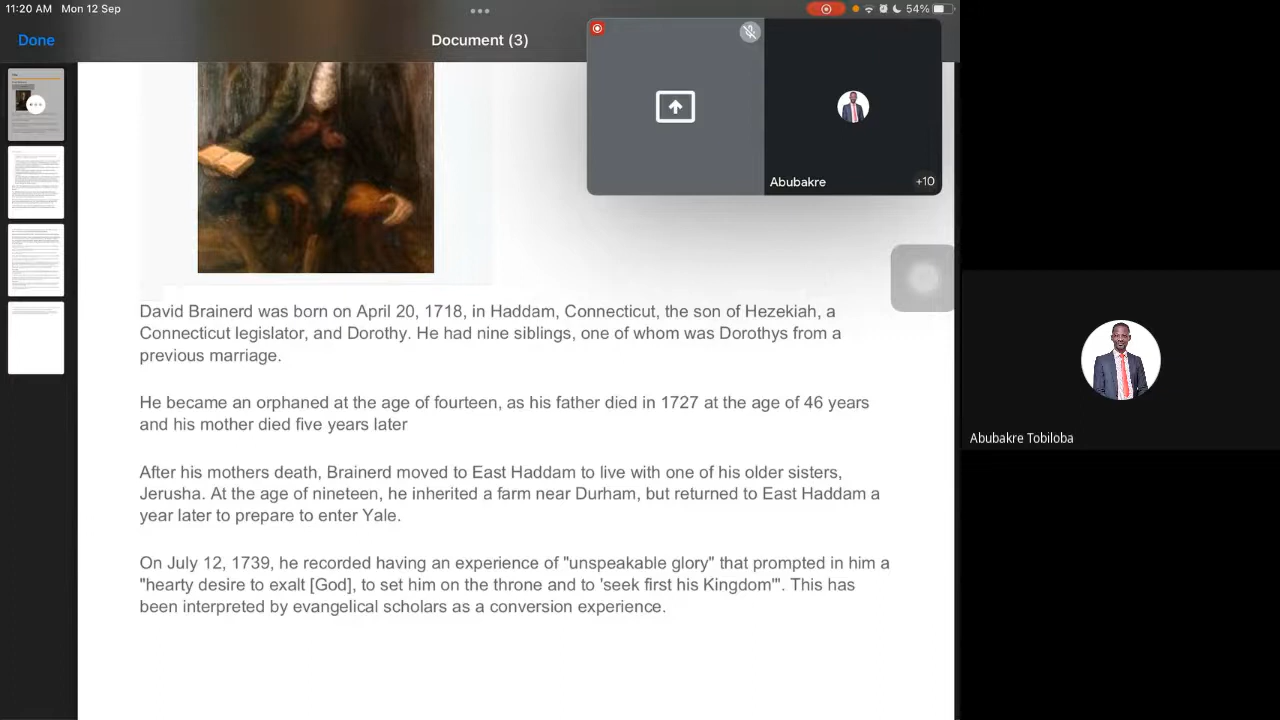 11:20 AM Mon 12 Sep
54%
Done
Document (3)
Abubakre
+10
David Brainerd was born on April 20, 1718, in Haddam, Connecticut, the son of Hezekiah, a
Connecticut legislator, and Dorothy. He had nine siblings, one of whom was Dorothys from a
previous marriage.
He became an orphaned at the age of fourteen, as his father died in 1727 at the age of 46 years
and his mother died five years later
After his mothers death, Brainerd moved to East Haddam to live with one of his older sisters,
Jerusha. At the age of nineteen, he inherited a farm near Durham, but returned to East Haddam a
year later to prepare to enter Yale.
On July 12, 1739, he recorded having an experience of "unspeakable glory" that prompted in him a
"hearty desire to exalt [God], to set him on the throne and to 'seek first his Kingdom'". This has
been interpreted by evangelical scholars as a conversion experience.
Abubakre Tobiloba